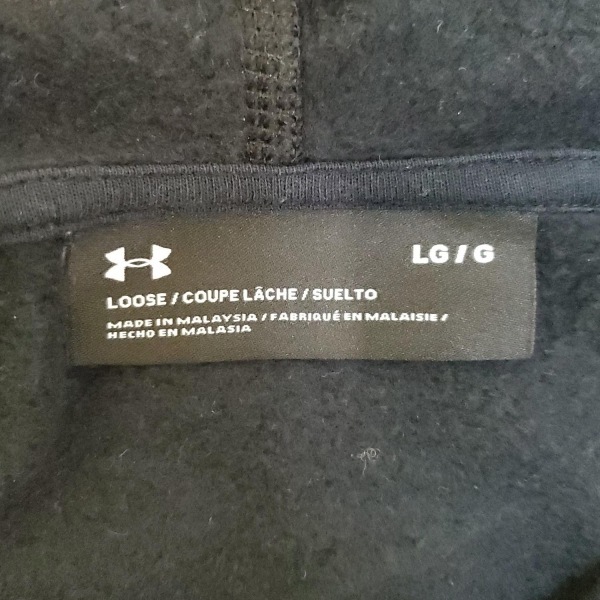 LG / G
LOOSE / COUPE LÂCHE / SUELTO
MADE IN MALAYSIA / FABRIQUÉ EN MALAISIE /
HECHO EN MALASIA